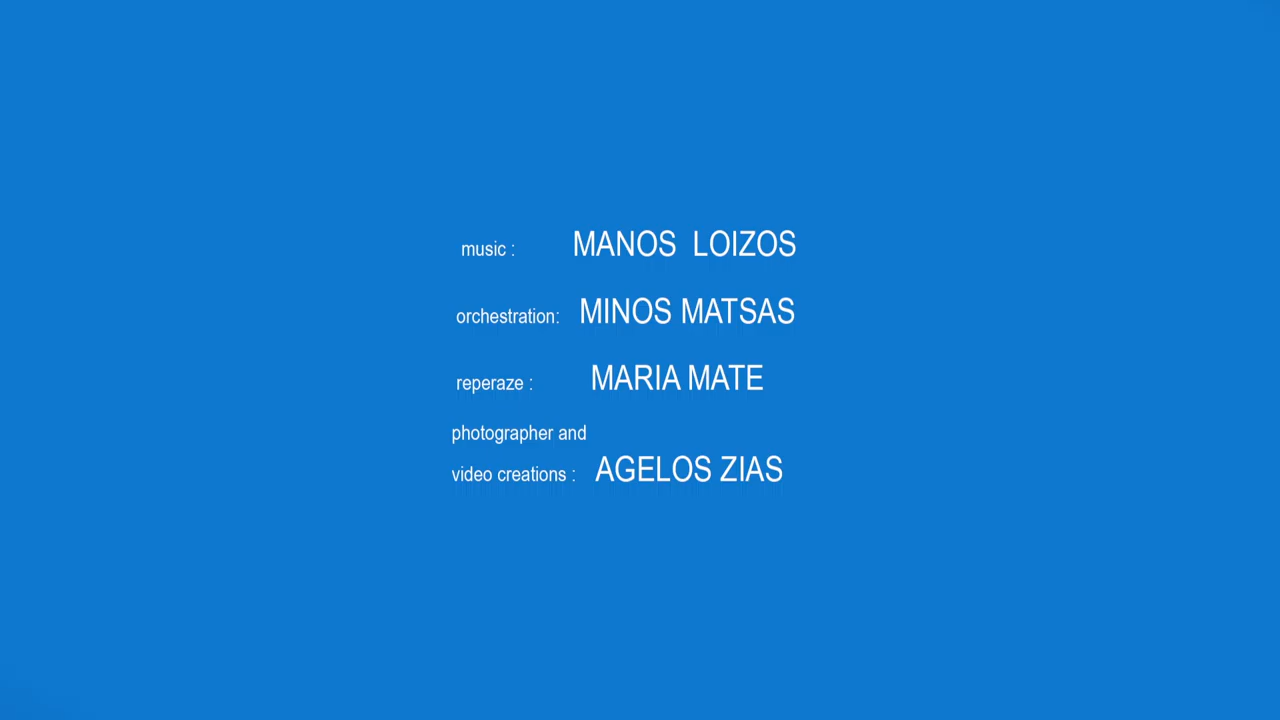 music : MANOS LOIZOS
orchestration: MINOS MATSAS
reperaze : MARIA MATE
photographer and
video creations : AGELOS ZIAS